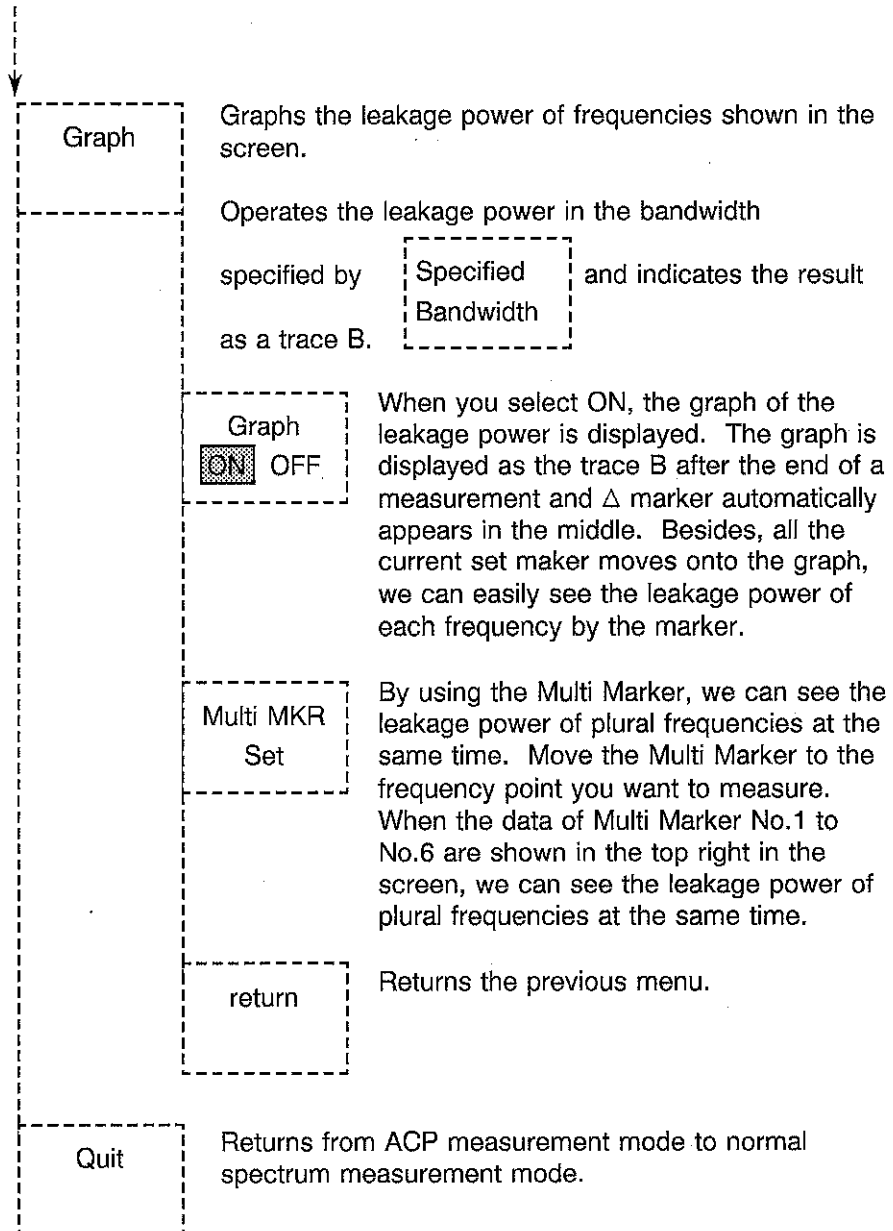 Graph
Graphs the leakage power of frequencies shown in the
screen.
Operates the leakage power in the bandwidth
specified by Specified Bandwidth and indicates the result
as a trace B.
Graph
ON OFF
When you select ON, the graph of the
leakage power is displayed. The graph is
displayed as the trace B after the end of a
measurement and △ marker automatically
appears in the middle. Besides, all the
current set maker moves onto the graph,
we can easily see the leakage power of
each frequency by the marker.
Multi MKR
Set
By using the Multi Marker, we can see the
leakage power of plural frequencies at the
same time. Move the Multi Marker to the
frequency point you want to measure.
When the data of Multi Marker No.1 to
No.6 are shown in the top right in the
screen, we can see the leakage power of
plural frequencies at the same time.
return
Returns the previous menu.
Quit
Returns from ACP measurement mode to normal
spectrum measurement mode.